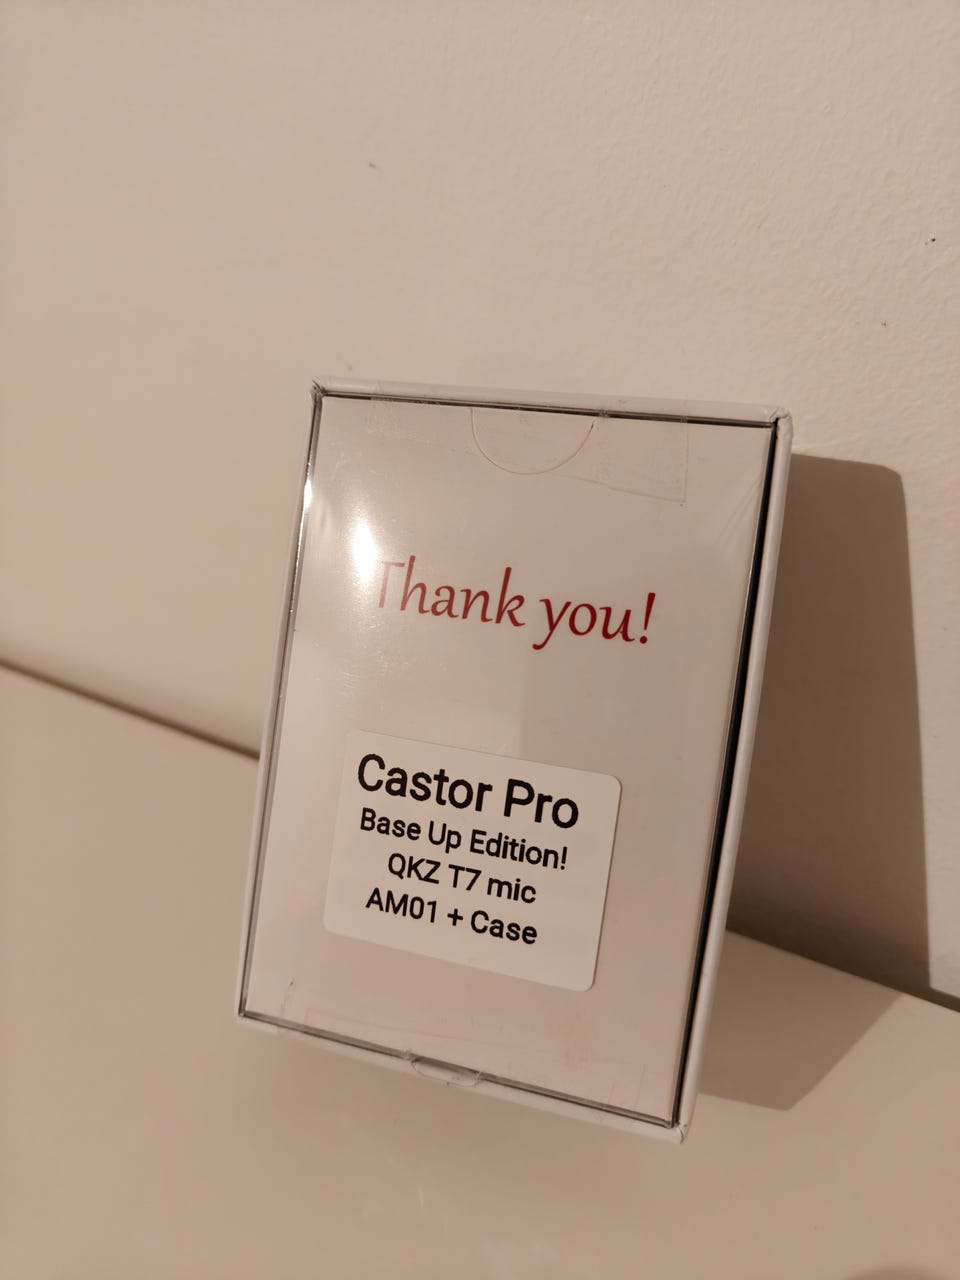 Thank you!
Castor Pro
Base Up Edition!
QKZ T7 mic
AM01 + Case